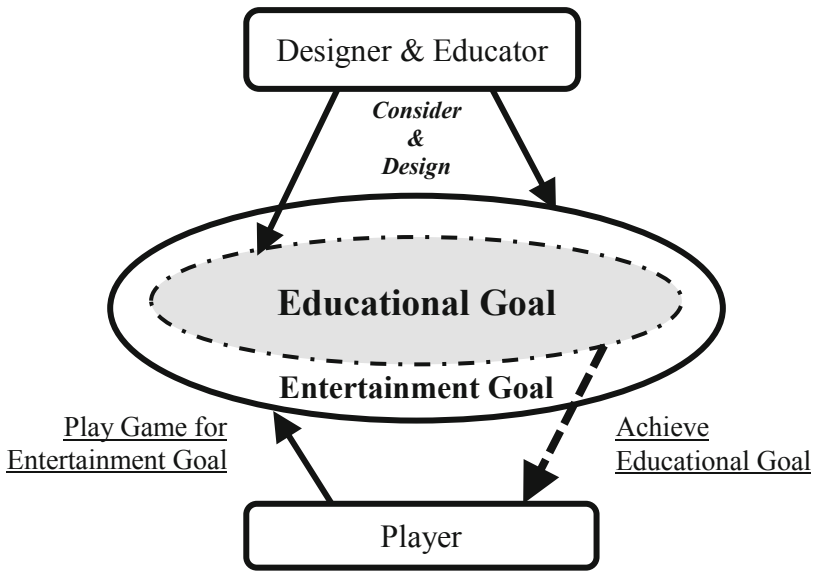 Designer & Educator
Consider
&
Design
Educational Goal
Entertainment Goal
Play Game for
Entertainment Goal
Achieve
Educational Goal
Player